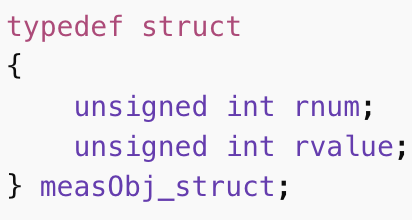 typedef struct
{
    unsigned int rnum;
    unsigned int rvalue;
} measObj_struct;